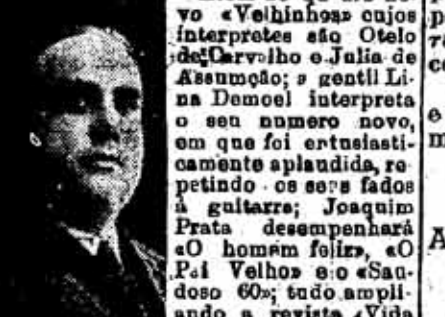 vo «Velhinhos» cujos
interpretes são Otelo
de Carvalho e Julia de
Assumção; a gentil Li-
na Demoel interpreta
o seu numero novo,
em que foi entusiasti-
camente aplaudida, re
petindo os seus fados
á guitarra; Joaquim
Prata desempenhará
«O homem feliz», «O
Pai Velho» e o «Sau-
doso 60»; tudo ampli-
ando a revista «Vida